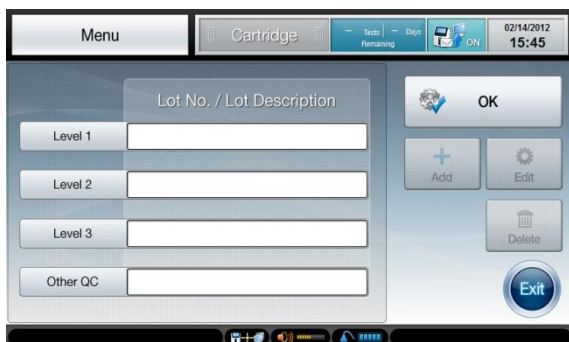 Menu
Cartridge
– Tests – Days
Remaining
ON
02/14/2012
15:45
Lot No. / Lot Description
OK
Level 1
Add
Edit
Level 2
Level 3
Delete
Other QC
Exit